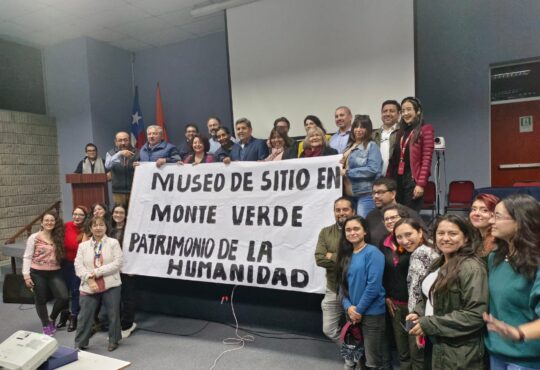 MUSEO DE SITIO EN
MONTE VERDE
PATRIMONIO DE LA
HUMANIDAD